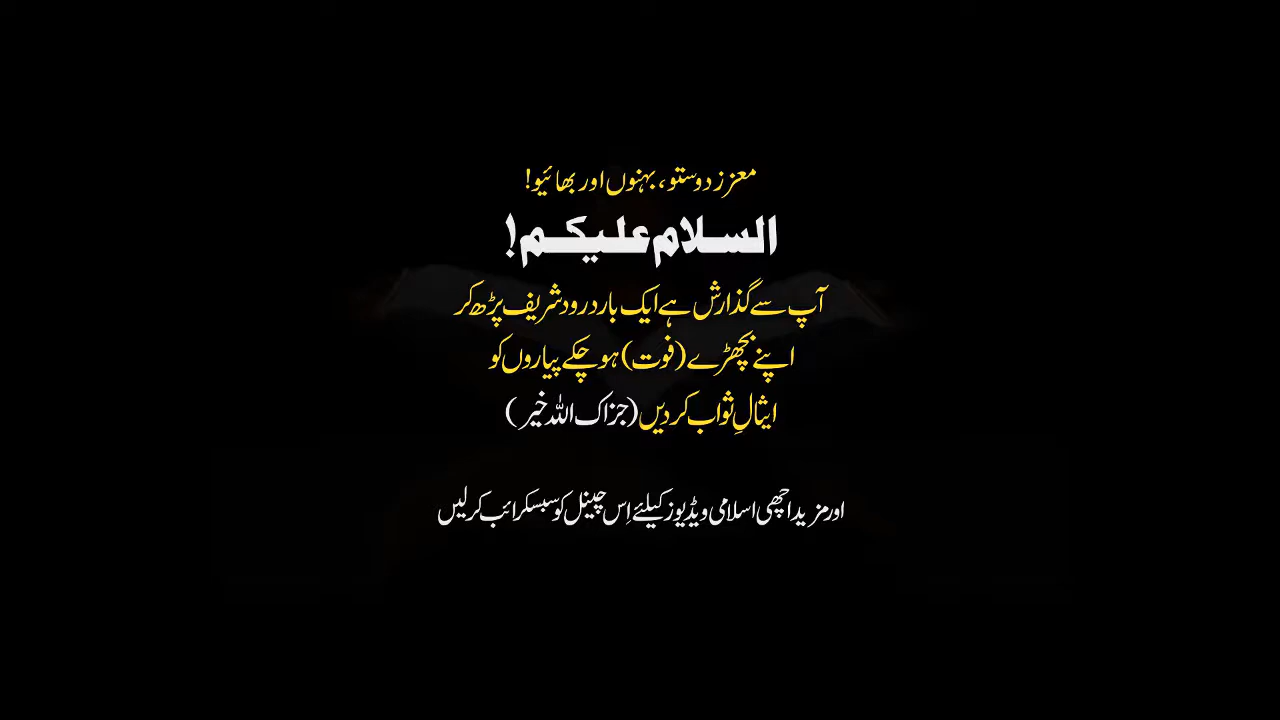 معزز دوستو، بہنوں اور بھائیو!
السلام علیکم!
آپ سے گذارش ہے ایک بار درود شریف پڑھ کر
اپنے بچھڑے (فوت) ہو چکے پیاروں کو
ایثالِ ثواب کر دیں (جزاک اللہ خیر)
اور مزید اچھی اسلامی ویڈیوز کیلئے اِس چینل کو سبسکرائب کر لیں